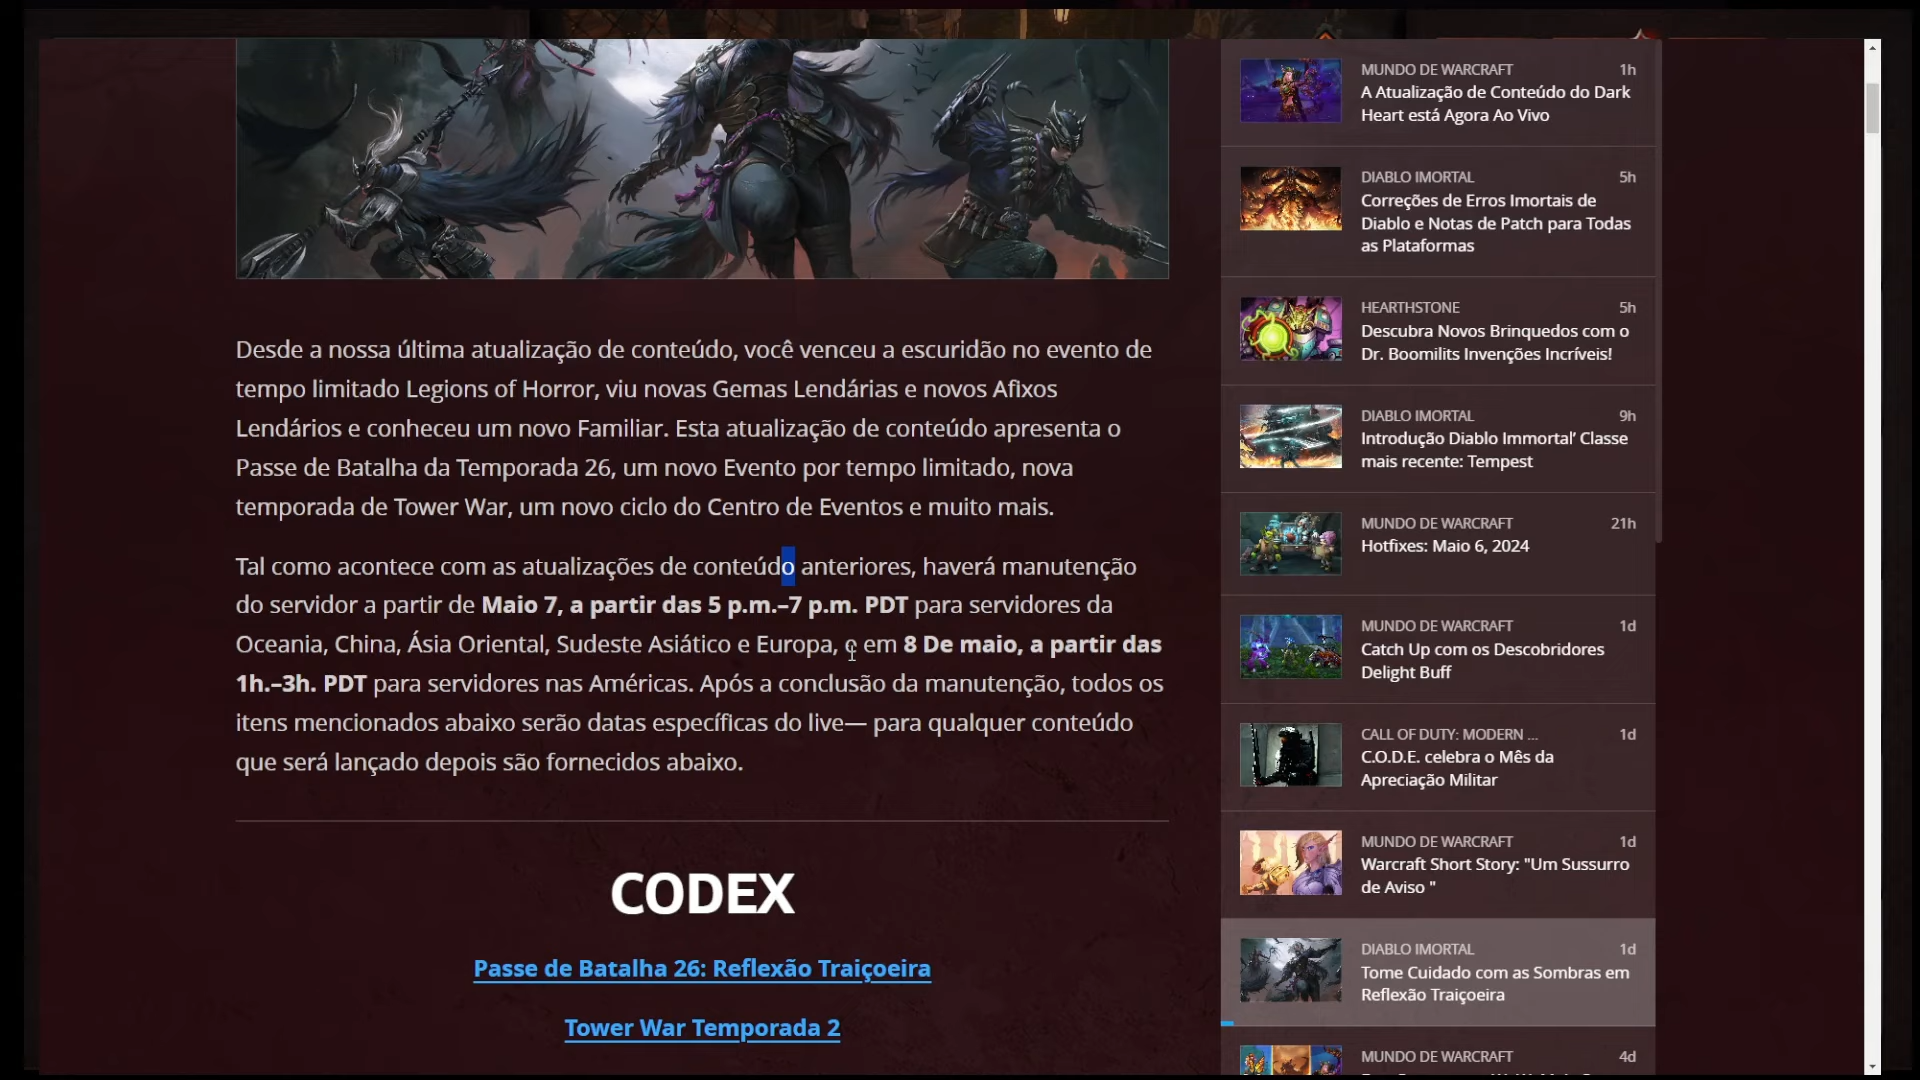 Desde a nossa última atualização de conteúdo, você venceu a escuridão no evento de
tempo limitado Legions of Horror, viu novas Gemas Lendárias e novos Afixos
Lendários e conheceu um novo Familiar. Esta atualização de conteúdo apresenta o
Passe de Batalha da Temporada 26, um novo Evento por tempo limitado, nova
temporada de Tower War, um novo ciclo do Centro de Eventos e muito mais.
Tal como acontece com as atualizações de conteúdo anteriores, haverá manutenção
do servidor a partir de Maio 7, a partir das 5 p.m.–7 p.m. PDT para servidores da
Oceania, China, Ásia Oriental, Sudeste Asiático e Europa, e em 8 De maio, a partir das
1h.–3h. PDT para servidores nas Américas. Após a conclusão da manutenção, todos os
itens mencionados abaixo serão datas específicas do live— para qualquer conteúdo
que será lançado depois são fornecidos abaixo.
CODEX
Passe de Batalha 26: Reflexão Traiçoeira
Tower War Temporada 2
MUNDO DE WARCRAFT 1h
A Atualização de Conteúdo do Dark
Heart está Agora Ao Vivo
DIABLO IMORTAL 5h
Correções de Erros Imortais de
Diablo e Notas de Patch para Todas
as Plataformas
HEARTHSTONE 5h
Descubra Novos Brinquedos com o
Dr. Boomilits Invenções Incríveis!
DIABLO IMORTAL 9h
Introdução Diablo Immortal’ Classe
mais recente: Tempest
MUNDO DE WARCRAFT 21h
Hotfixes: Maio 6, 2024
MUNDO DE WARCRAFT 1d
Catch Up com os Descobridores
Delight Buff
CALL OF DUTY: MODERN ... 1d
C.O.D.E. celebra o Mês da
Apreciação Militar
MUNDO DE WARCRAFT 1d
Warcraft Short Story: "Um Sussurro
de Aviso "
DIABLO IMORTAL 1d
Tome Cuidado com as Sombras em
Reflexão Traiçoeira
MUNDO DE WARCRAFT 4d